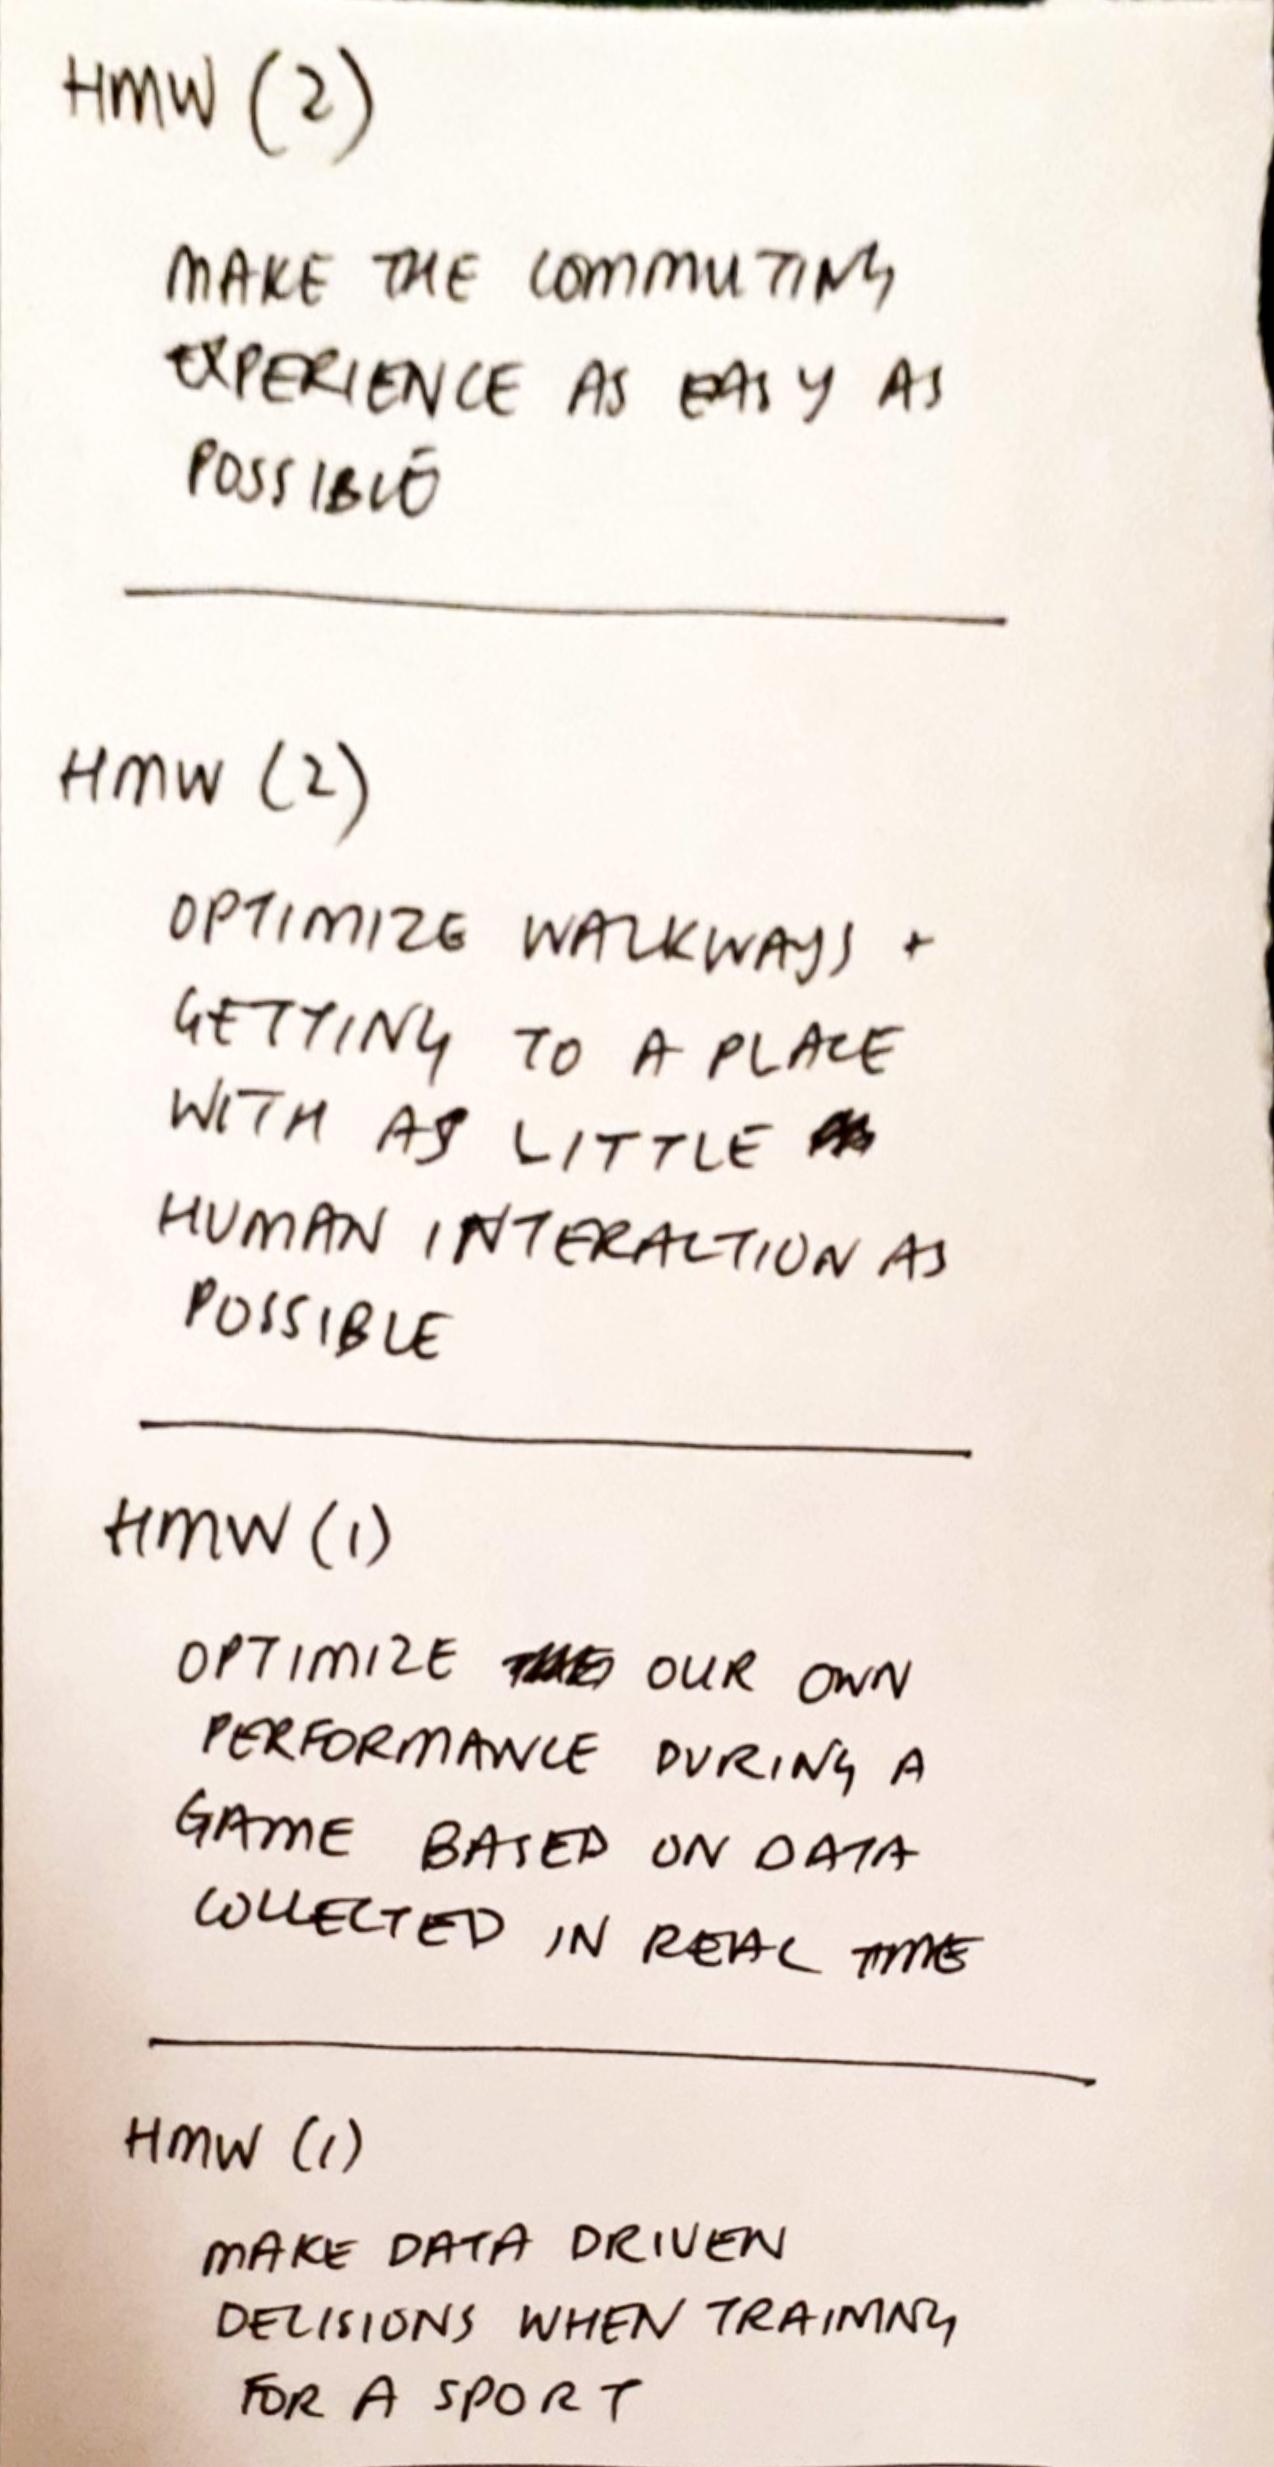 HMW (2)
MAKE THE COMMUTING
EXPERIENCE AS EASY AS
POSSIBLE
HMW (2)
OPTIMIZE WALKWAYS +
GETTING TO A PLACE
WITH AS LITTLE
HUMAN INTERACTION AS
POSSIBLE
HMW (1)
OPTIMIZE OUR OWN
PERFORMANCE DURING A
GAME BASED ON DATA
COLLECTED IN REAL TIME
HMW (1)
MAKE DATA DRIVEN
DECISIONS WHEN TRAINING
FOR A SPORT